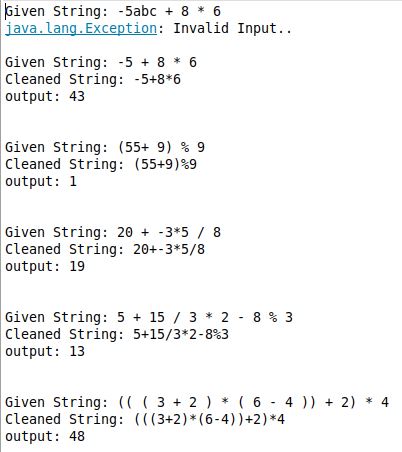 Given String: -5abc + 8 * 6
java.lang.Exception: Invalid Input..
Given String: -5 + 8 * 6
Cleaned String: -5+8*6
output: 43
Given String: (55+ 9) % 9
Cleaned String: (55+9)%9
output: 1
Given String: 20 + -3*5 / 8
Cleaned String: 20+-3*5/8
output: 19
Given String: 5 + 15 / 3 * 2 - 8 % 3
Cleaned String: 5+15/3*2-8%3
output: 13
Given String: (( ( 3 + 2 ) * ( 6 - 4 )) + 2) * 4
Cleaned String: (((3+2)*(6-4))+2)*4
output: 48